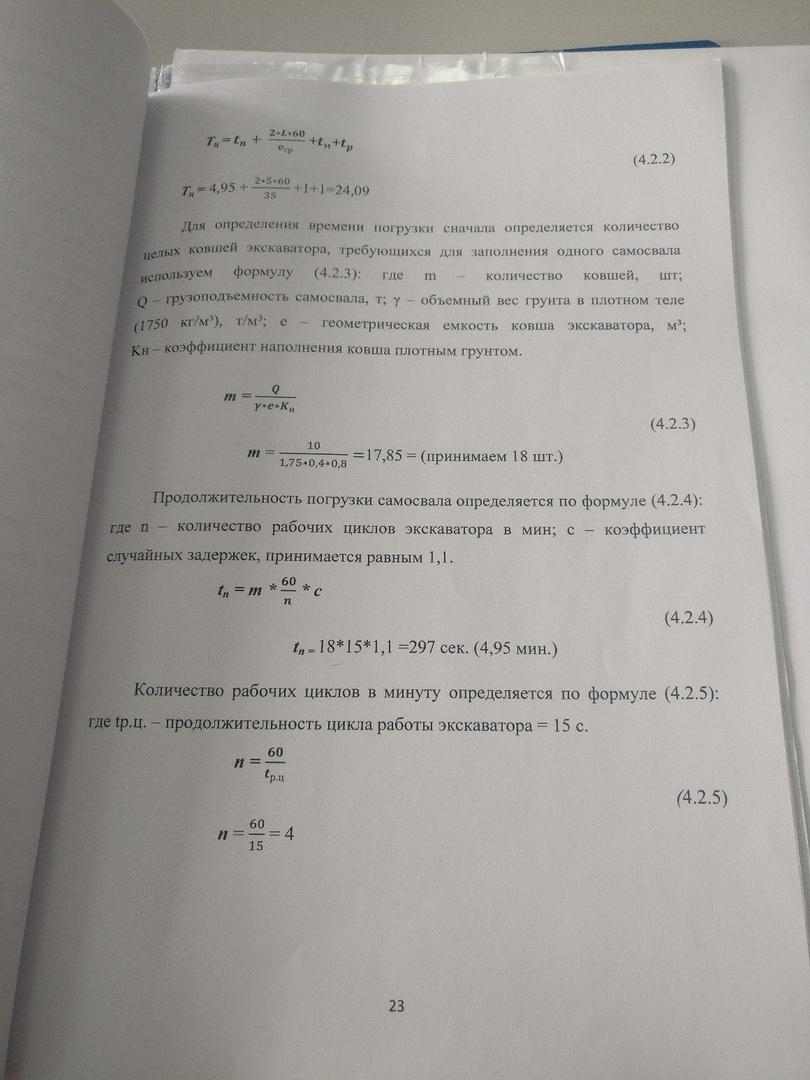 Tц = tп + 2*L*60/vср. +tм+tр
(4.2.2)
Tц = 4,95 + 2*5*60/35 +1+1=24,09
Для определения времени погрузки сначала определяется количество
целых ковшей экскаватора, требующихся для заполнения одного самосвала
используем формулу (4.2.3): где m – количество ковшей, шт;
Q – грузоподъемность самосвала, т; γ – объемный вес грунта в плотном теле
(1750 кг/м³), т/м³; е – геометрическая емкость ковша экскаватора, м³;
Кн – коэффициент наполнения ковша плотным грунтом.
m = Q/γ*e*Kн
(4.2.3)
m = 10/1,75*0,4*0,8 =17,85 = (принимаем 18 шт.)
Продолжительность погрузки самосвала определяется по формуле (4.2.4):
где n – количество рабочих циклов экскаватора в мин; с – коэффициент
случайных задержек, принимается равным 1,1.
tп = m * 60/n * c
(4.2.4)
tп = 18*15*1,1 =297 сек. (4,95 мин.)
Количество рабочих циклов в минуту определяется по формуле (4.2.5):
где tр.ц. – продолжительность цикла работы экскаватора = 15 с.
n = 60/tр.ц
(4.2.5)
n = 60/15 = 4
23